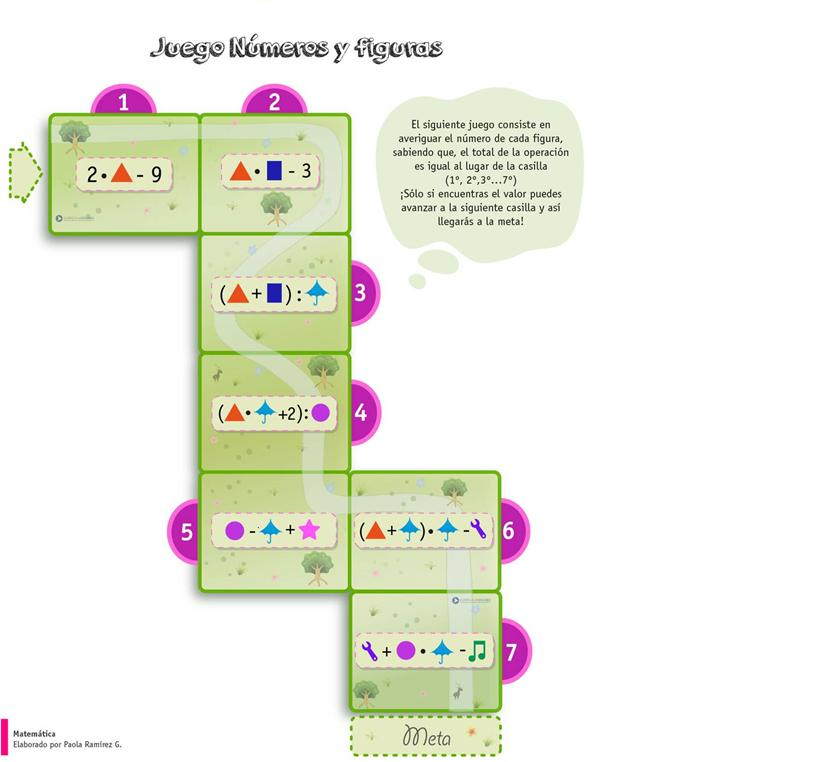 Juego Números y figuras
1
2
2• - 9
• - 3
El siguiente juego consiste en
averiguar el número de cada figura,
sabiendo que, el total de la operación
es igual al lugar de la casilla
(1°, 2°,3°...7°)
¡Sólo si encuentras el valor puedes
avanzar a la siguiente casilla y así
llegarás a la meta!
( + ) :
3
( • +2):
4
5
- +
( + )• -
6
+ • -
7
Meta
Matemática
Elaborado por Paola Ramírez G.